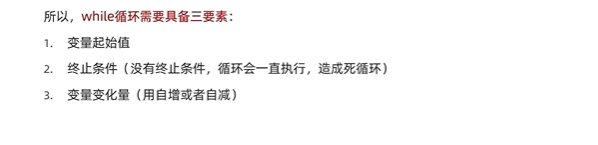 所以，while循环需要具备三要素：
1. 变量起始值
2. 终止条件（没有终止条件，循环会一直执行，造成死循环）
3. 变量变化量（用自增或者自减）